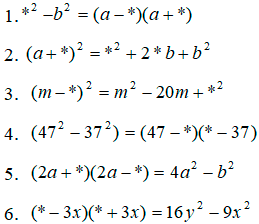 1. *² – b² = (a – *)(a + *)
2. (a + *)² = *² + 2 * b + b²
3. (m – *)² = m² – 20m + *²
4. (47² – 37²) = (47 – *)(* – 37)
5. (2a + *)(2a – *) = 4a² – b²
6. (* – 3x)(* + 3x) = 16y² – 9x²